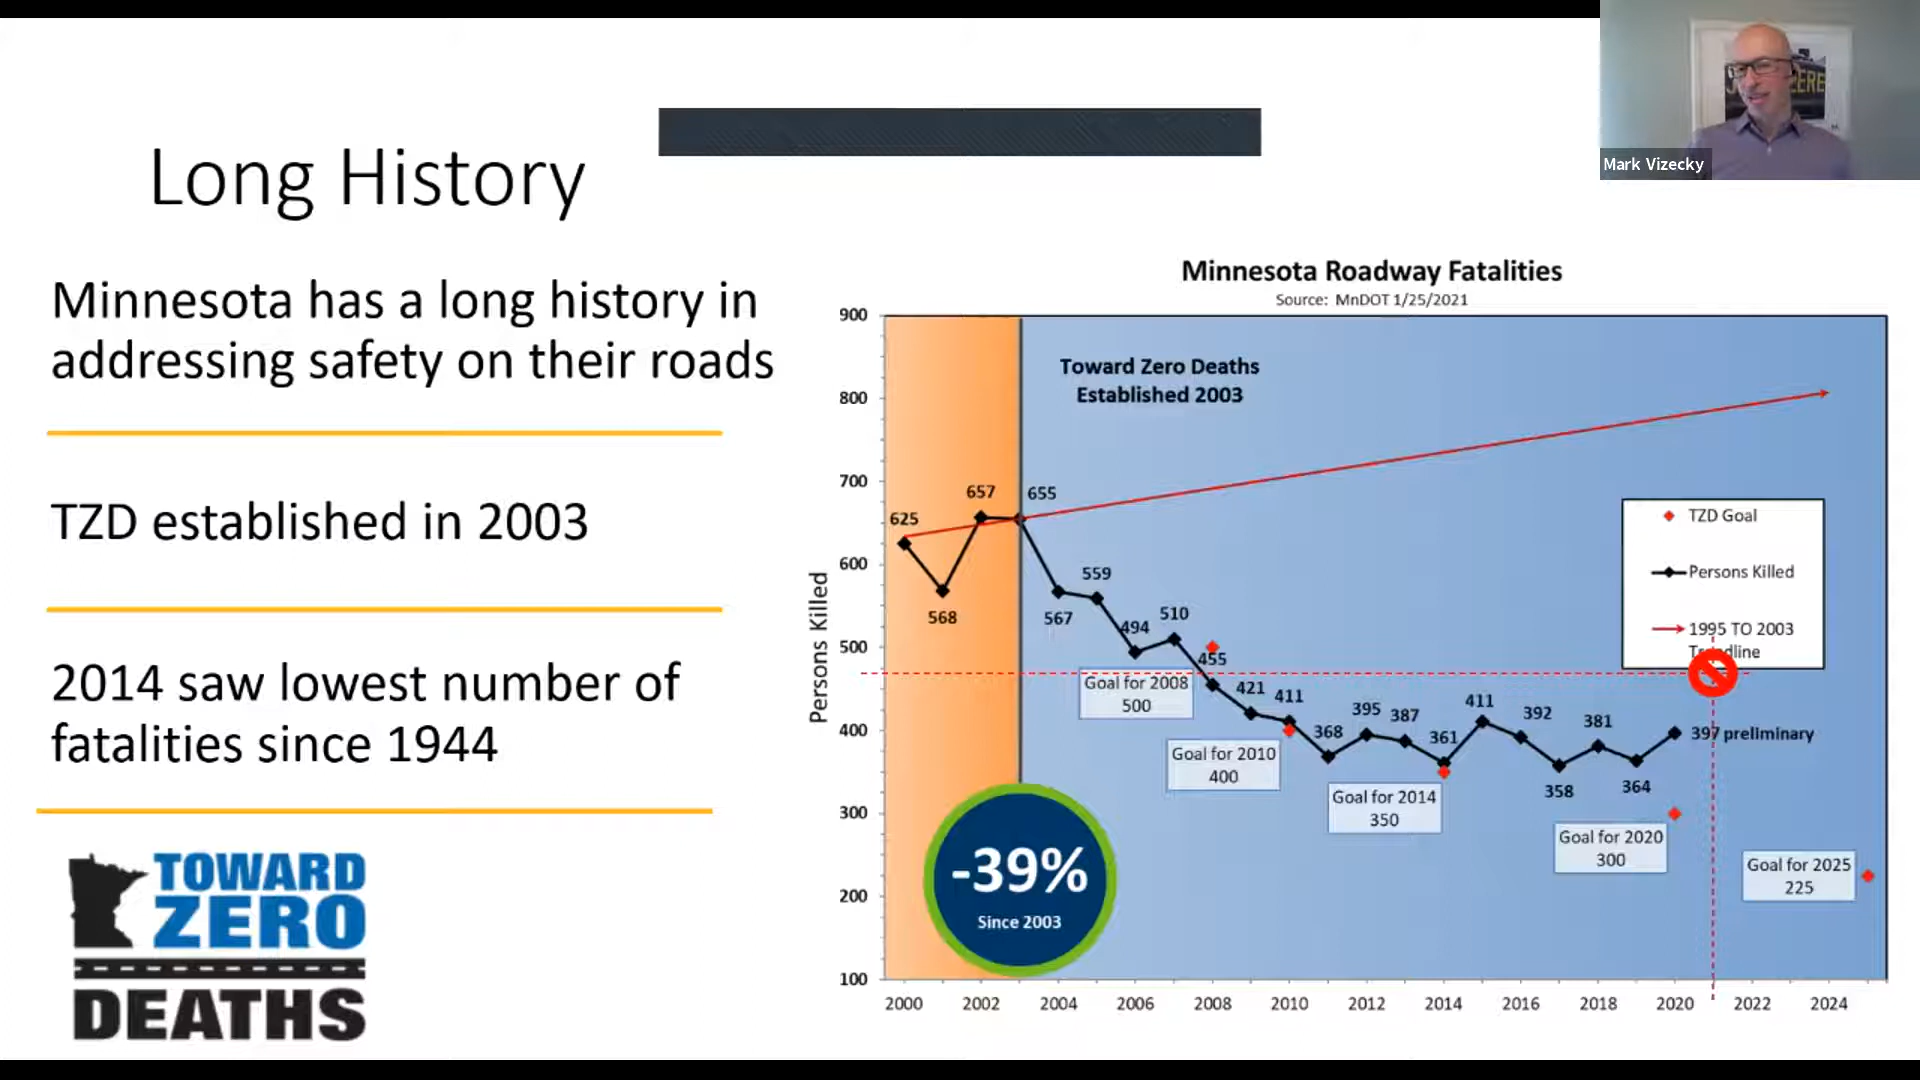 Mark Vizecky
Long History
Minnesota has a long history in
addressing safety on their roads
TZD established in 2003
2014 saw lowest number of
fatalities since 1944
TOWARD
ZERO
DEATHS
Minnesota Roadway Fatalities
Source: MnDOT 1/25/2021
Toward Zero Deaths
Established 2003
Persons Killed
900
800
700
600
500
400
300
200
100
625
568
657
655
567
559
494
510
455
421
411
368
395
387
361
411
392
358
381
364
397 preliminary
Goal for 2008
500
Goal for 2010
400
Goal for 2014
350
Goal for 2020
300
Goal for 2025
225
TZD Goal
Persons Killed
1995 TO 2003
-39%
Since 2003
2000 2002 2004 2006 2008 2010 2012 2014 2016 2018 2020 2022 2024